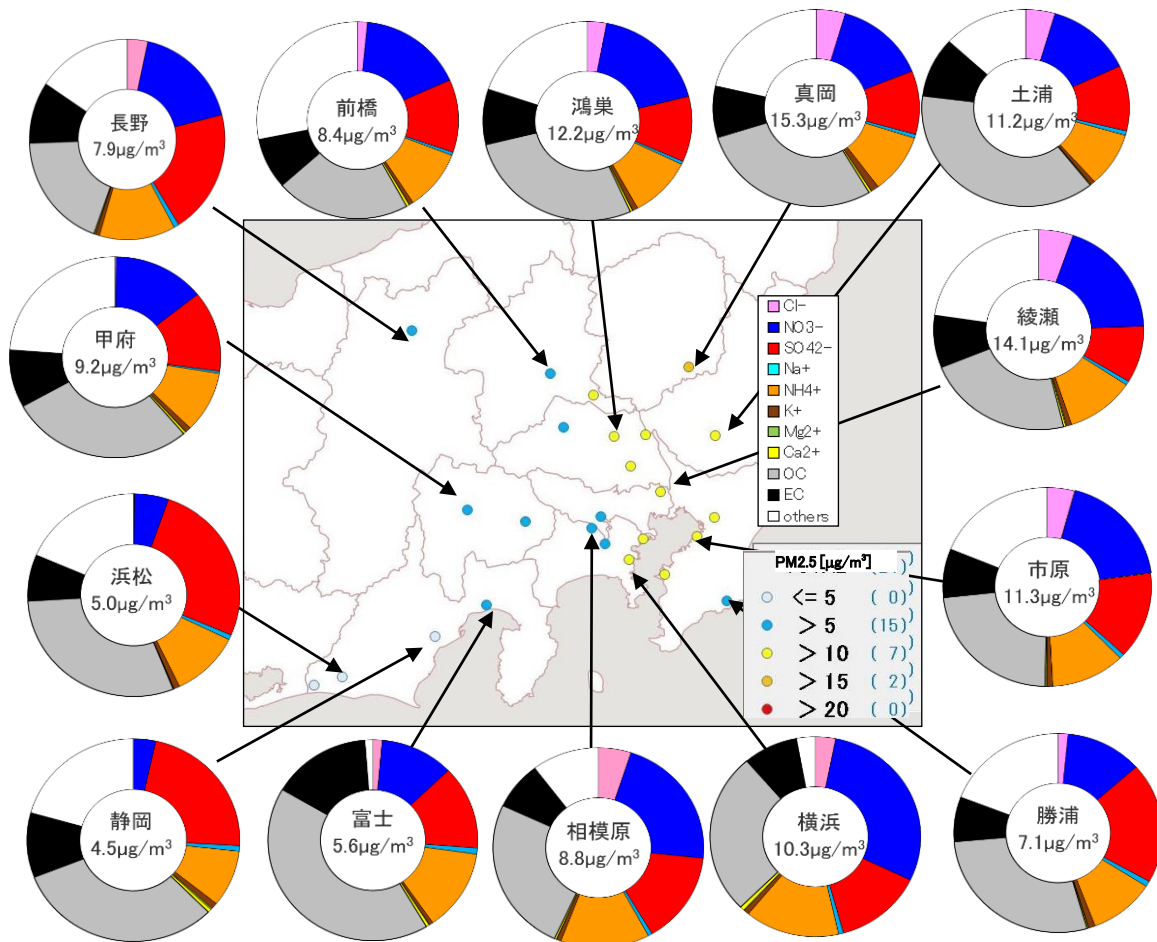 長野
7.9µg/m³
前橋
8.4µg/m³
鴻巣
12.2µg/m³
真岡
15.3µg/m³
土浦
11.2µg/m³
甲府
9.2µg/m³
綾瀬
14.1µg/m³
Cl-
NO3-
SO42-
Na+
NH4+
K+
Mg2+
Ca2+
OC
EC
others
浜松
5.0µg/m³
市原
11.3µg/m³
PM2.5 [µg/m³]
<= 5 ( 0)
> 5 (15)
> 10 ( 7)
> 15 ( 2)
> 20 ( 0)
静岡
4.5µg/m³
富士
5.6µg/m³
相模原
8.8µg/m³
横浜
10.3µg/m³
勝浦
7.1µg/m³